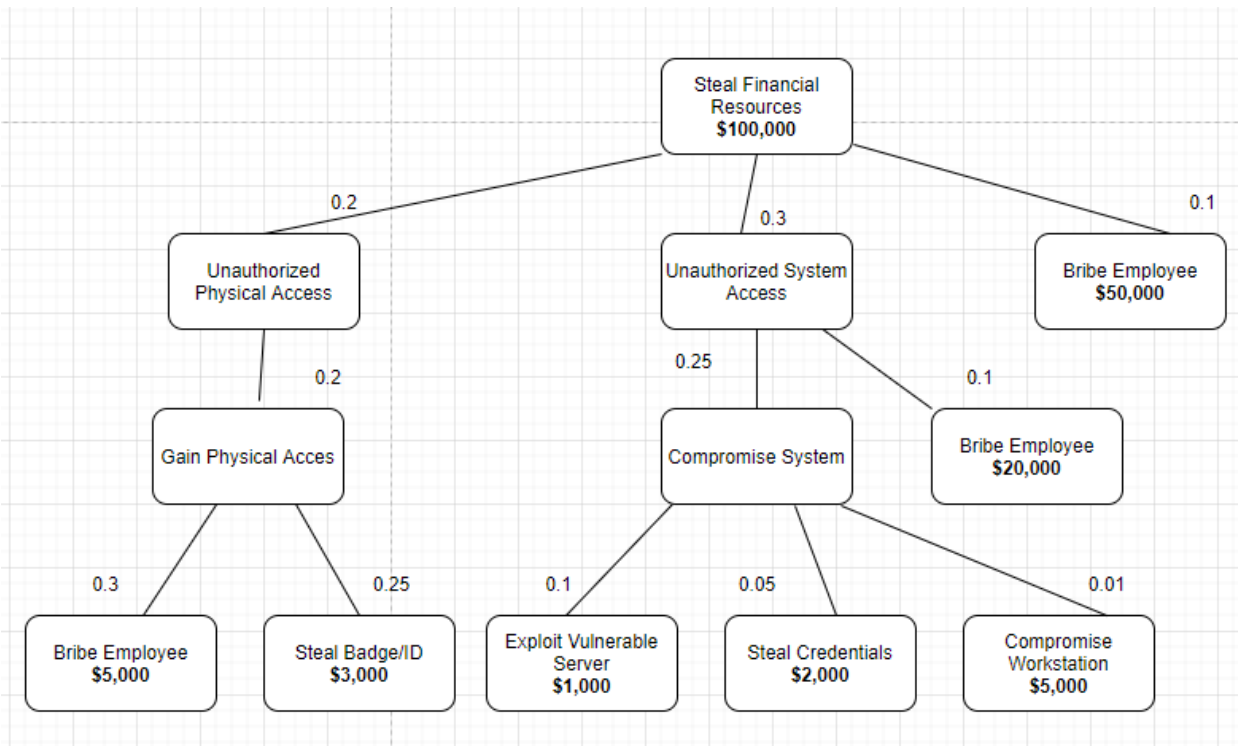 Steal Financial
Resources
$100,000
0.2
0.3
0.1
Unauthorized
Physical Access
Unauthorized System
Access
Bribe Employee
$50,000
0.2
0.25
0.1
Gain Physical Acces
Compromise System
Bribe Employee
$20,000
0.3
0.25
0.1
0.05
0.01
Bribe Employee
$5,000
Steal Badge/ID
$3,000
Exploit Vulnerable
Server
$1,000
Steal Credentials
$2,000
Compromise
Workstation
$5,000